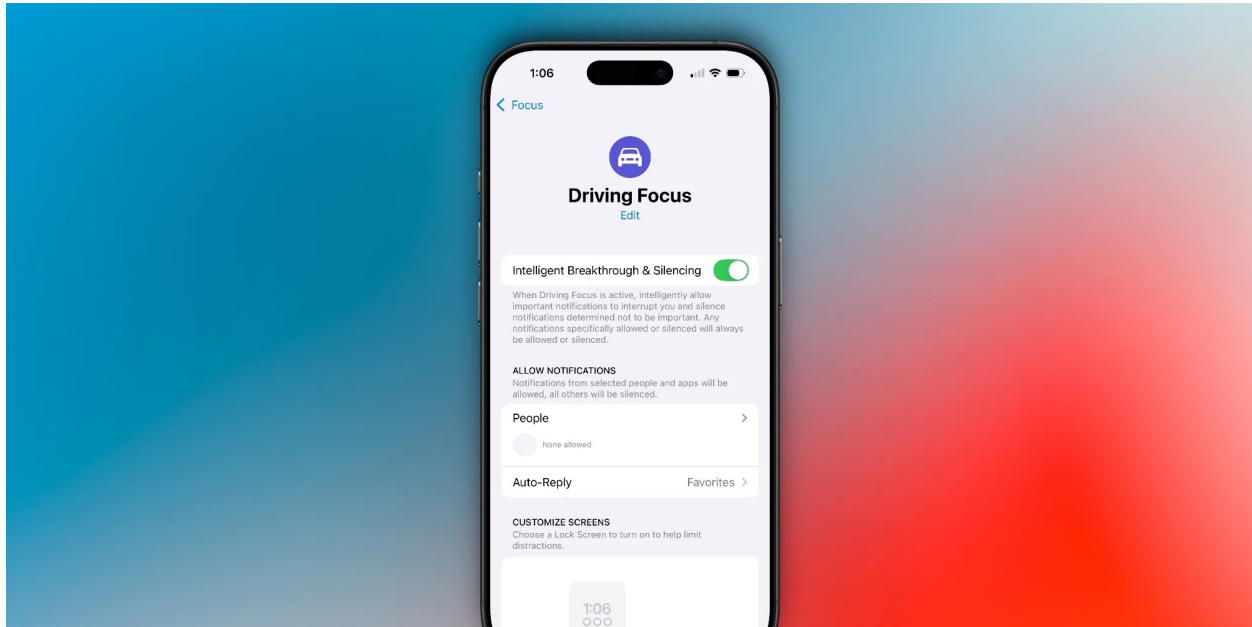 1:06
Focus
Driving Focus
Edit
Intelligent Breakthrough & Silencing
When Driving Focus is active, intelligently allow
important notifications to interrupt you and silence
notifications determined not to be important. Any
notifications specifically allowed or silenced will always
be allowed or silenced.
ALLOW NOTIFICATIONS
Notifications from selected people and apps will be
allowed, all others will be silenced.
People
None allowed
Auto-Reply Favorites
CUSTOMIZE SCREENS
Choose a Lock Screen to turn on to help limit
distractions.
1:06